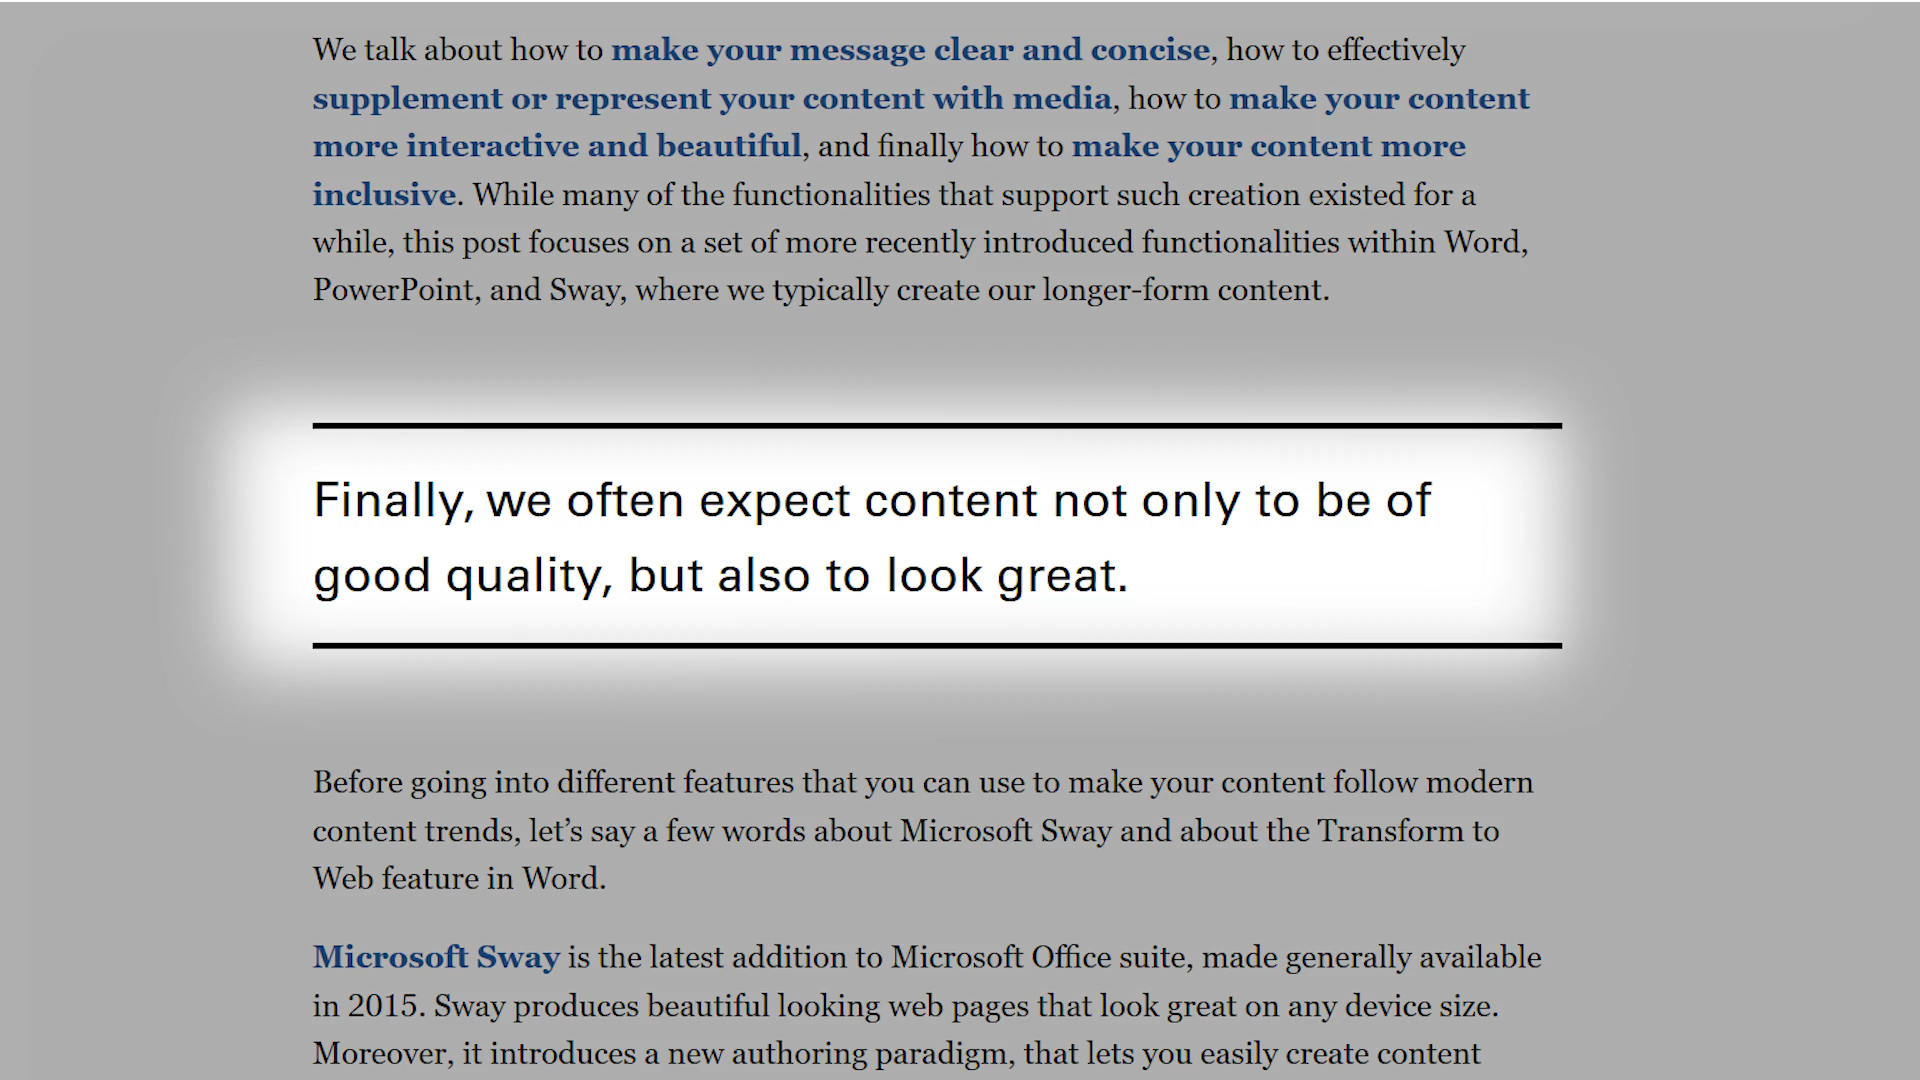 We talk about how to make your message clear and concise, how to effectively
supplement or represent your content with media, how to make your content
more interactive and beautiful, and finally how to make your content more
inclusive. While many of the functionalities that support such creation existed for a
while, this post focuses on a set of more recently introduced functionalities within Word,
PowerPoint, and Sway, where we typically create our longer-form content.
Finally, we often expect content not only to be of
good quality, but also to look great.
Before going into different features that you can use to make your content follow modern
content trends, let’s say a few words about Microsoft Sway and about the Transform to
Web feature in Word.
Microsoft Sway is the latest addition to Microsoft Office suite, made generally available
in 2015. Sway produces beautiful looking web pages that look great on any device size.
Moreover, it introduces a new authoring paradigm, that lets you easily create content